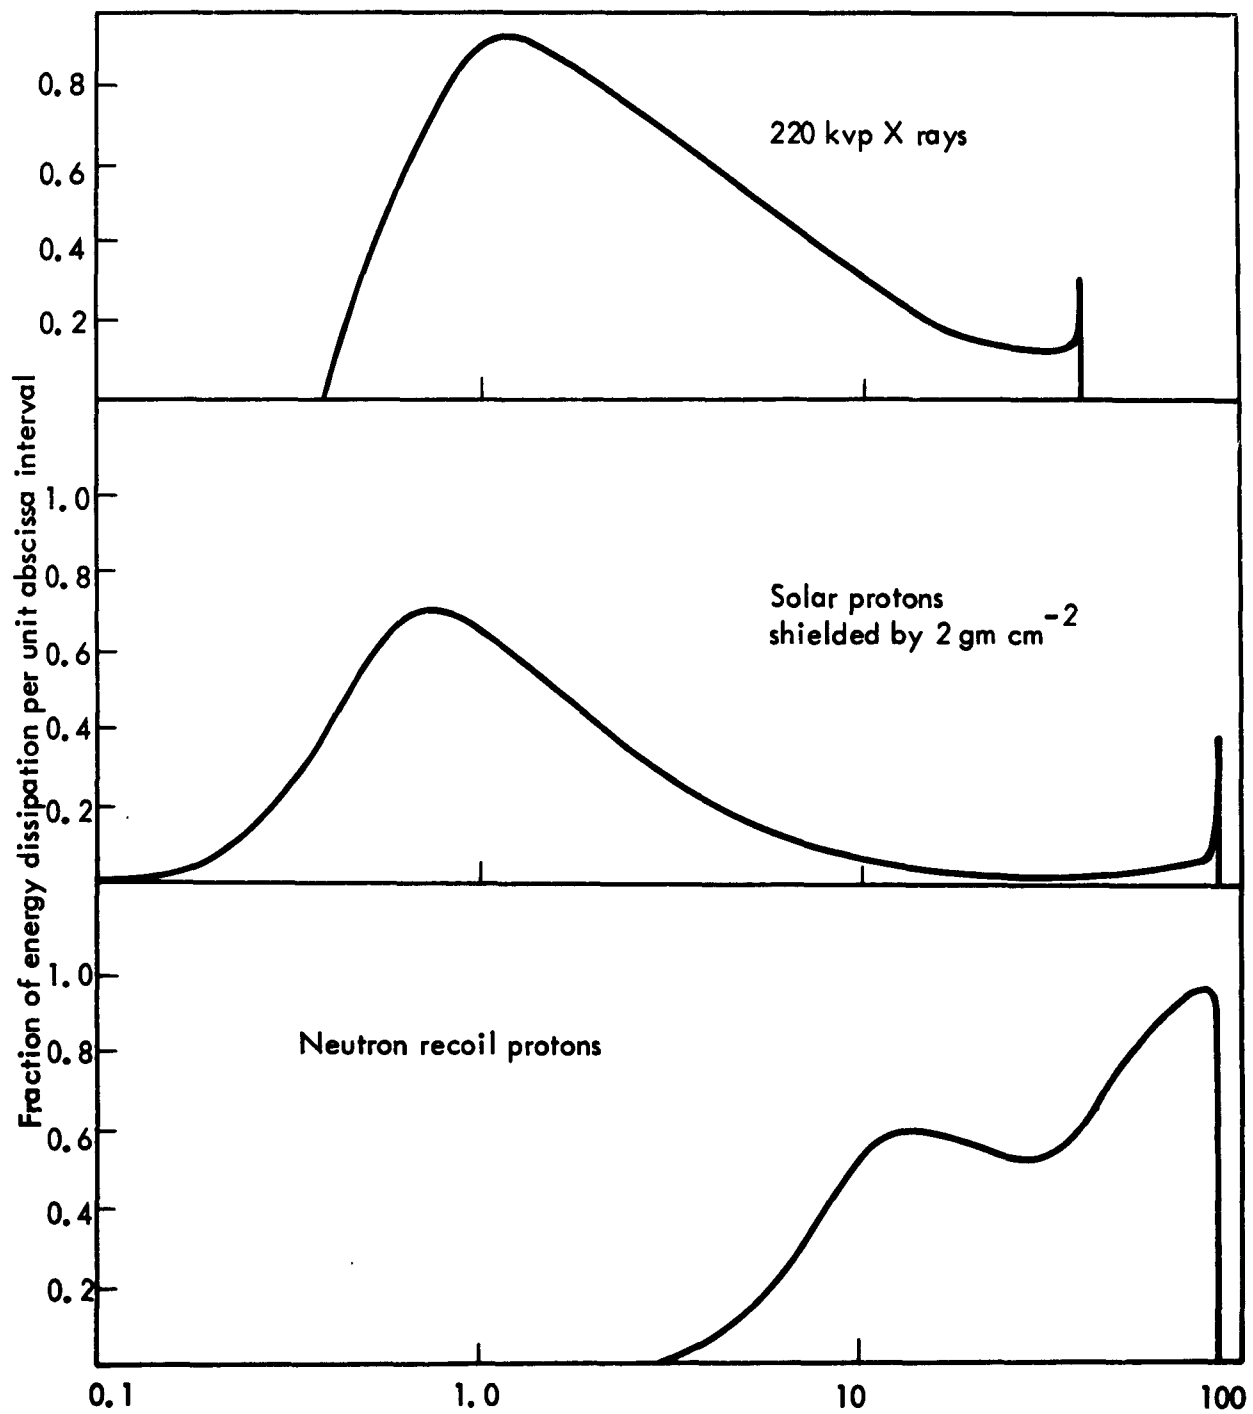 Fraction of energy dissipation per unit abscissa interval
0.8
0.6
0.4
0.2
220 kvp X rays
1.0
0.8
0.6
0.4
0.2
Solar protons
shielded by 2 gm cm-2
1.0
0.8
0.6
0.4
0.2
Neutron recoil protons
0.1 1.0 10 100